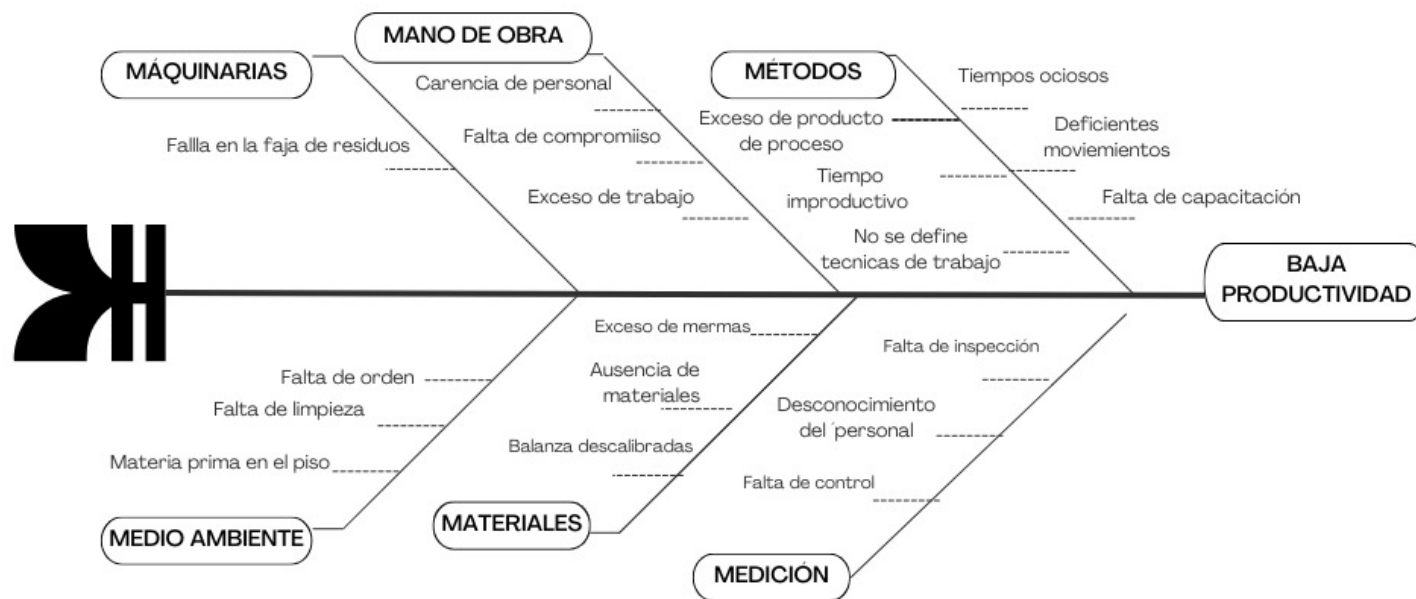 MÁQUINARIAS
Fallla en la faja de residuos
MANO DE OBRA
Carencia de personal
Falta de compromiiso
Exceso de trabajo
MÉTODOS
Exceso de producto
de proceso
Tiempo
improductivo
No se define
tecnicas de trabajo
Tiempos ociosos
Deficientes
moviemientos
Falta de capacitación
BAJA
PRODUCTIVIDAD
Falta de orden
Falta de limpieza
Materia prima en el piso
MEDIO AMBIENTE
Exceso de mermas
Ausencia de
materiales
Balanza descalibradas
MATERIALES
Falta de inspección
Desconocimiento
del ´personal
Falta de control
MEDICIÓN